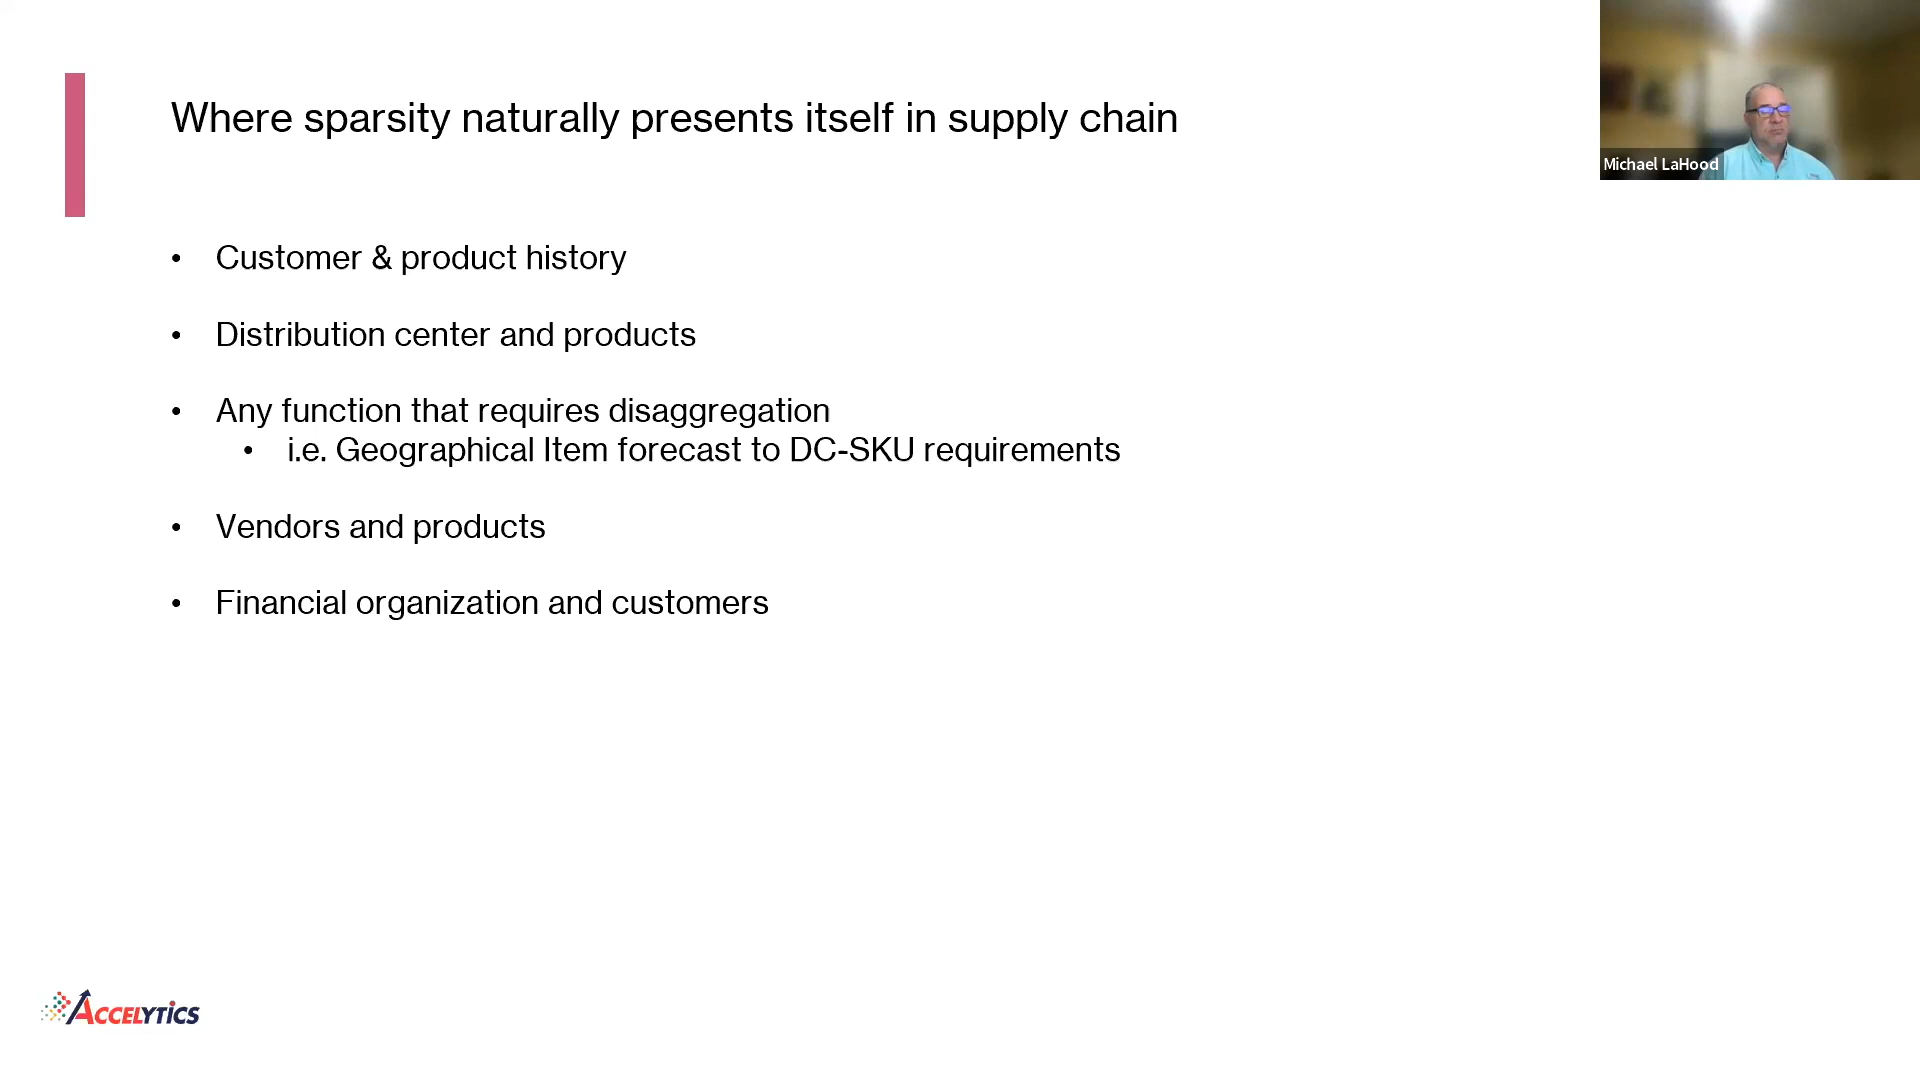 Where sparsity naturally presents itself in supply chain
Michael LaHood
• Customer & product history
• Distribution center and products
• Any function that requires disaggregation
• i.e. Geographical Item forecast to DC-SKU requirements
• Vendors and products
• Financial organization and customers
ACCELYTICS